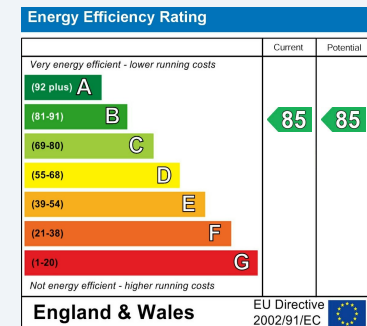 Energy Efficiency Rating
Current Potential
Very energy efficient - lower running costs
(92 plus) A
(81-91) B 85 85
(69-80) C
(55-68) D
(39-54) E
(21-38) F
(1-20) G
Not energy efficient - higher running costs
England & Wales
EU Directive
2002/91/EC